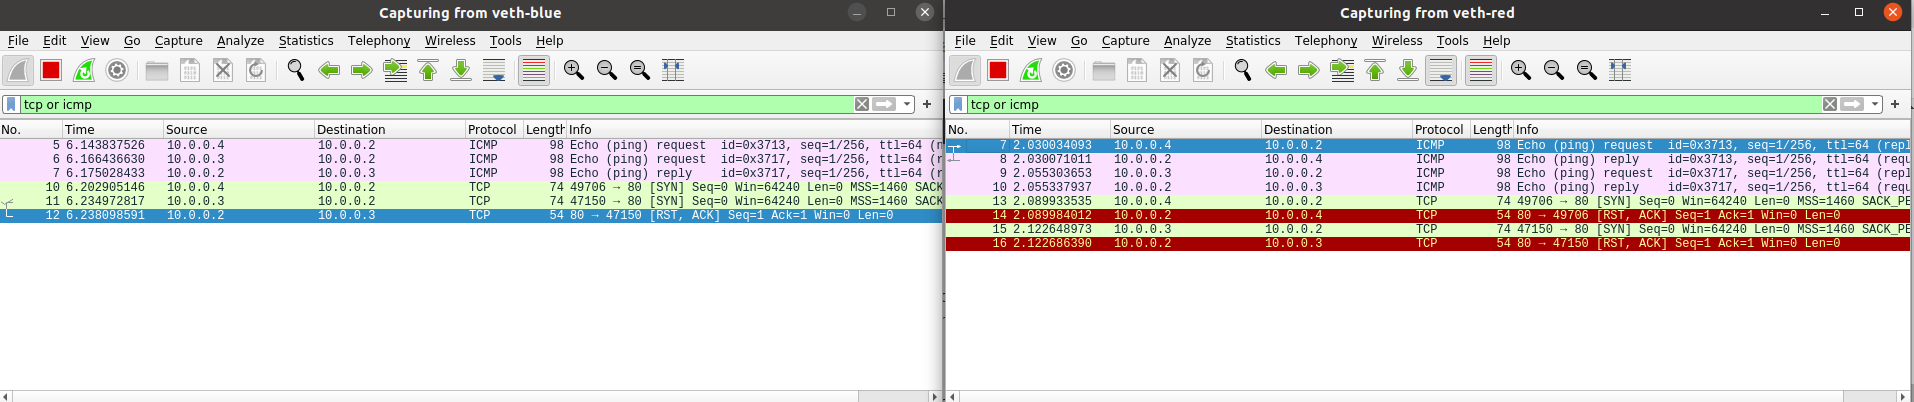 Capturing from veth-blue
File Edit View Go Capture Analyze Statistics Telephony Wireless Tools Help
tcp or icmp
No. Time Source Destination Protocol Length Info
5 6.143837526 10.0.0.4 10.0.0.2 ICMP 98 Echo (ping) request id=0x3713, seq=1/256, ttl=64 (n
6 6.166436630 10.0.0.3 10.0.0.2 ICMP 98 Echo (ping) request id=0x3717, seq=1/256, ttl=64 (r
7 6.175028433 10.0.0.2 10.0.0.3 ICMP 98 Echo (ping) reply id=0x3717, seq=1/256, ttl=64 (r
10 6.202905146 10.0.0.4 10.0.0.2 TCP 74 49706 → 80 [SYN] Seq=0 Win=64240 Len=0 MSS=1460 SACK
11 6.234972817 10.0.0.3 10.0.0.2 TCP 74 47150 → 80 [SYN] Seq=0 Win=64240 Len=0 MSS=1460 SACK
12 6.238098591 10.0.0.2 10.0.0.3 TCP 54 80 → 47150 [RST, ACK] Seq=1 Ack=1 Win=0 Len=0
Capturing from veth-red
File Edit View Go Capture Analyze Statistics Telephony Wireless Tools Help
tcp or icmp
No. Time Source Destination Protocol Length Info
7 2.030034093 10.0.0.4 10.0.0.2 ICMP 98 Echo (ping) request id=0x3713, seq=1/256, ttl=64 (repl
8 2.030071011 10.0.0.2 10.0.0.4 ICMP 98 Echo (ping) reply id=0x3713, seq=1/256, ttl=64 (requ
9 2.055303653 10.0.0.3 10.0.0.2 ICMP 98 Echo (ping) request id=0x3717, seq=1/256, ttl=64 (repl
10 2.055337937 10.0.0.2 10.0.0.3 ICMP 98 Echo (ping) reply id=0x3717, seq=1/256, ttl=64 (requ
13 2.089933535 10.0.0.4 10.0.0.2 TCP 74 49706 → 80 [SYN] Seq=0 Win=64240 Len=0 MSS=1460 SACK_PE
14 2.089984012 10.0.0.2 10.0.0.4 TCP 54 80 → 49706 [RST, ACK] Seq=1 Ack=1 Win=0 Len=0
15 2.122648973 10.0.0.3 10.0.0.2 TCP 74 47150 → 80 [SYN] Seq=0 Win=64240 Len=0 MSS=1460 SACK_PE
16 2.122686390 10.0.0.2 10.0.0.3 TCP 54 80 → 47150 [RST, ACK] Seq=1 Ack=1 Win=0 Len=0